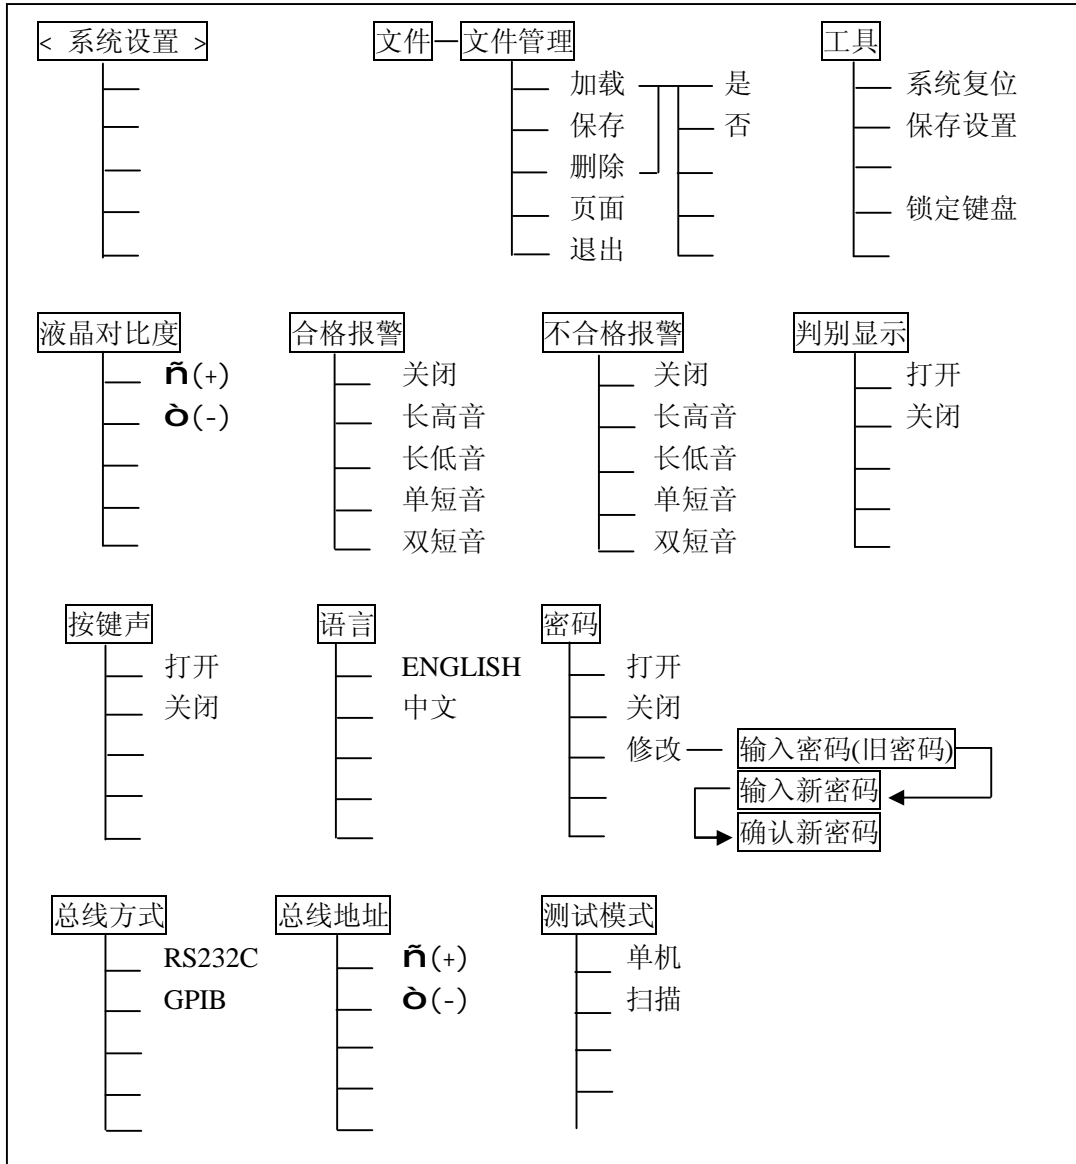 < 系统设置 >
文件 文件管理
加载 是
保存 否
删除
页面
退出
工具
系统复位
保存设置
锁定键盘
液晶对比度
ñ(+)
ò(-)
合格报警
关闭
长高音
长低音
单短音
双短音
不合格报警
关闭
长高音
长低音
单短音
双短音
判别显示
打开
关闭
按键声
打开
关闭
语言
ENGLISH
中文
密码
打开
关闭
修改 输入密码(旧密码)
输入新密码
确认新密码
总线方式
RS232C
GPIB
总线地址
ñ(+)
ò(-)
测试模式
单机
扫描